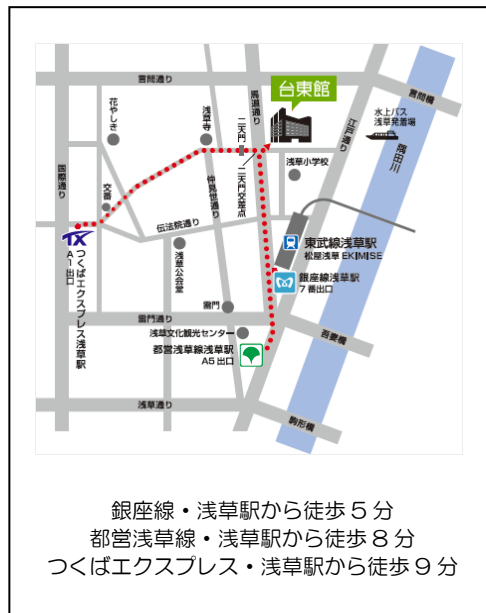 言問通り
花やしき
浅草寺
二天門
馬道通り
台東館
江戸通り
水上バス
浅草発着場
言問橋
隅田川
国際通り
交番
仲見世通り
二天門交差点
浅草小学校
伝法院通り
TX
A1出口
つくばエクスプレス浅草駅
浅草公会堂
東武線浅草駅
松屋浅草 EKIMISE
銀座線浅草駅
7番出口
雷門
雷門通り
浅草文化観光センター
都営浅草線浅草駅
A5出口
吾妻橋
浅草通り
駒形橋
銀座線・浅草駅から徒歩5分
都営浅草線・浅草駅から徒歩8分
つくばエクスプレス・浅草駅から徒歩9分